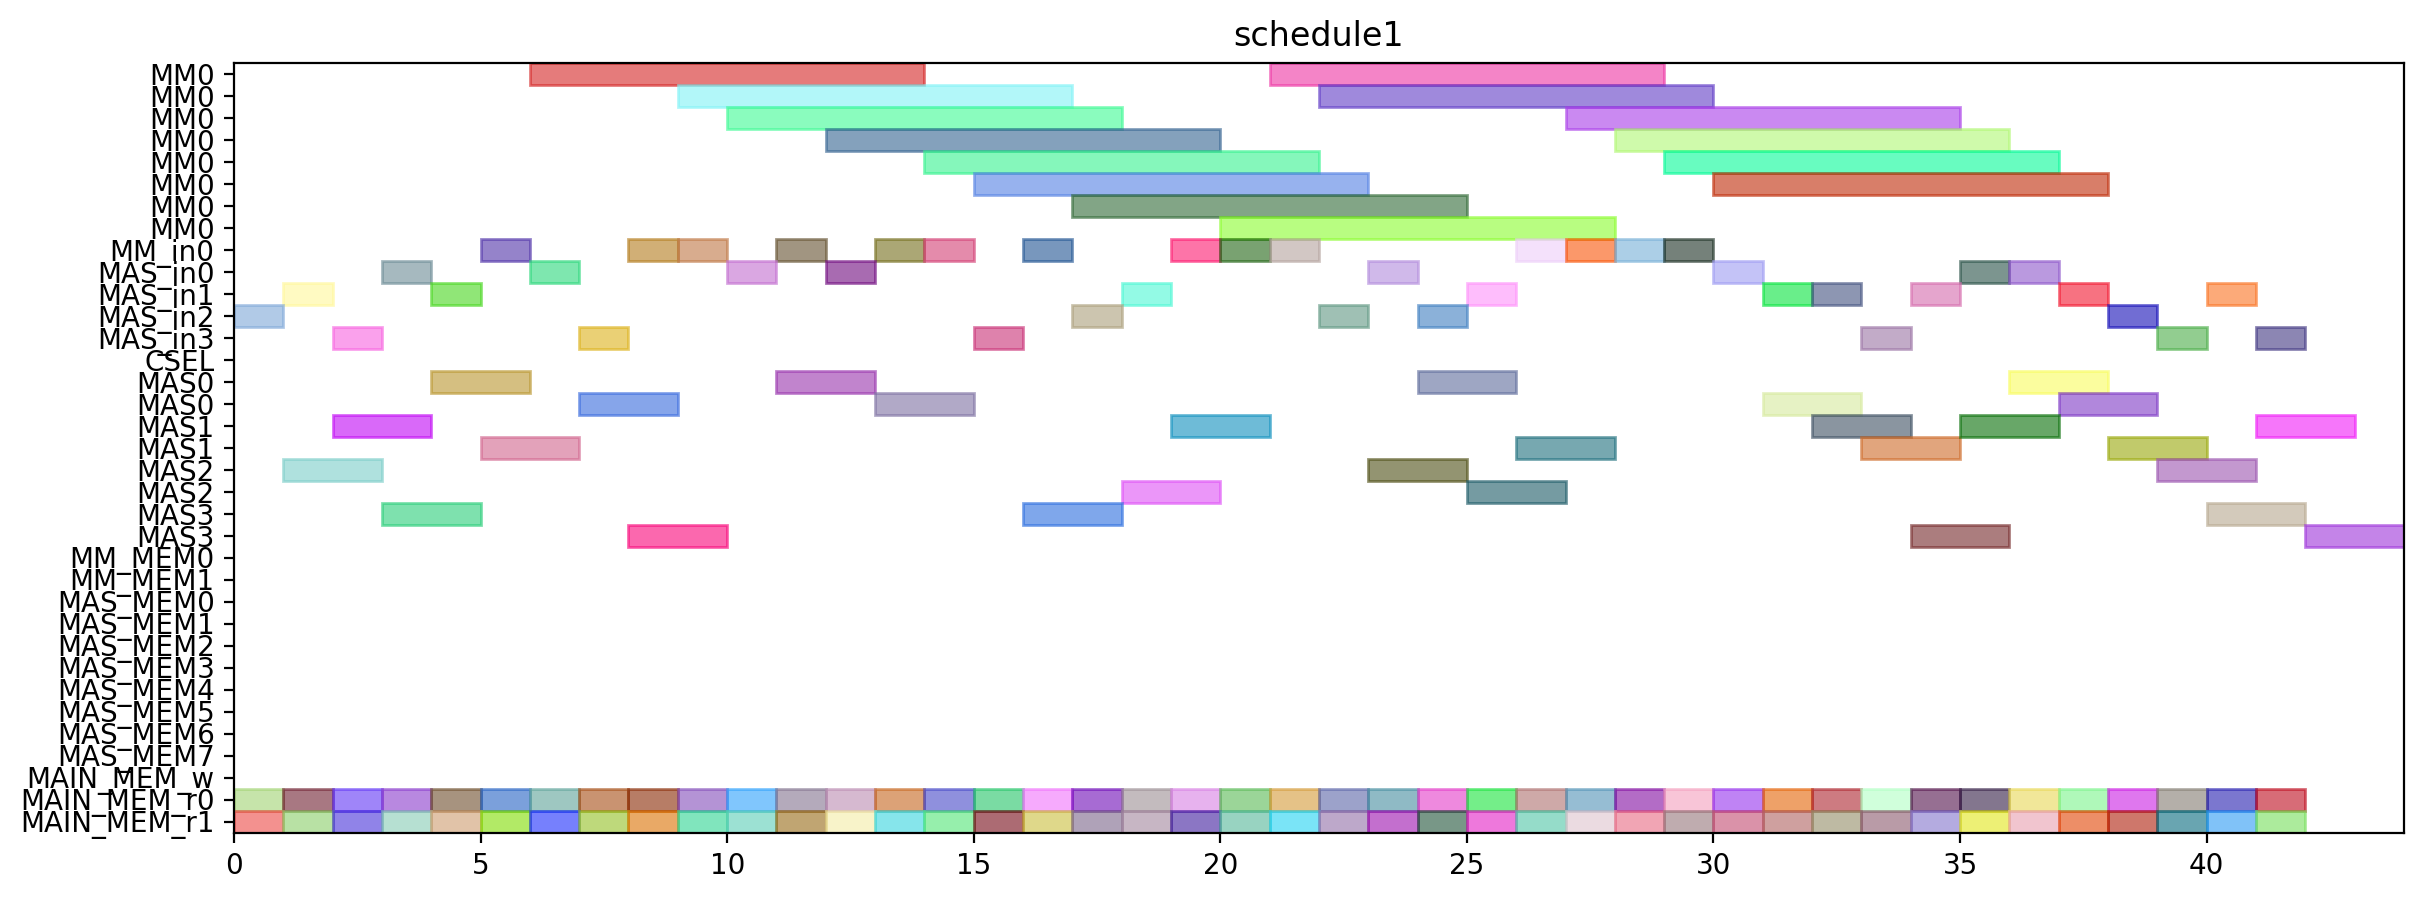 schedule1
MM0
MM0
MM0
MM0
MM0
MM0
MM0
MM0
MM_in0
MAS_in0
MAS_in1
MAS_in2
MAS_in3
CSEL
MAS0
MAS0
MAS1
MAS1
MAS2
MAS2
MAS3
MAS3
MM_MEM0
MM_MEM1
MAS_MEM0
MAS_MEM1
MAS_MEM2
MAS_MEM3
MAS_MEM4
MAS_MEM5
MAS_MEM6
MAS_MEM7
MAIN_MEM_w
MAIN_MEM_r0
MAIN_MEM_r1
0 5 10 15 20 25 30 35 40